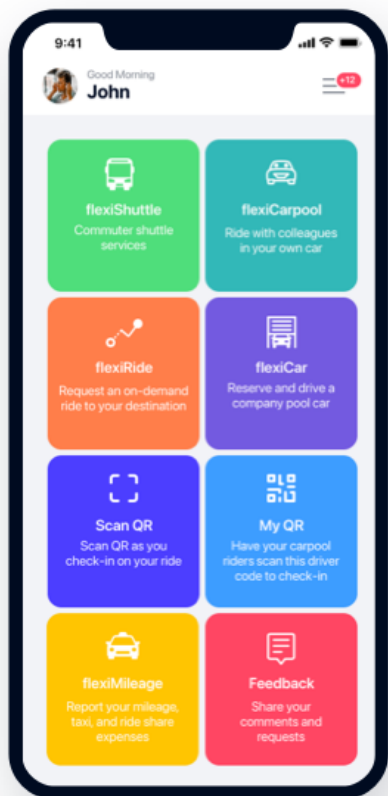 9:41
Good Morning
John
+12
flexiShuttle
Commuter shuttle
services
flexiCarpool
Ride with colleagues
in your own car
flexiRide
Request an on-demand
ride to your destination
flexiCar
Reserve and drive a
company pool car
Scan QR
Scan QR as you
check-in on your ride
My QR
Have your carpool
riders scan this driver
code to check-in
flexiMileage
Report your mileage,
taxi, and ride share
expenses
Feedback
Share your
comments and
requests